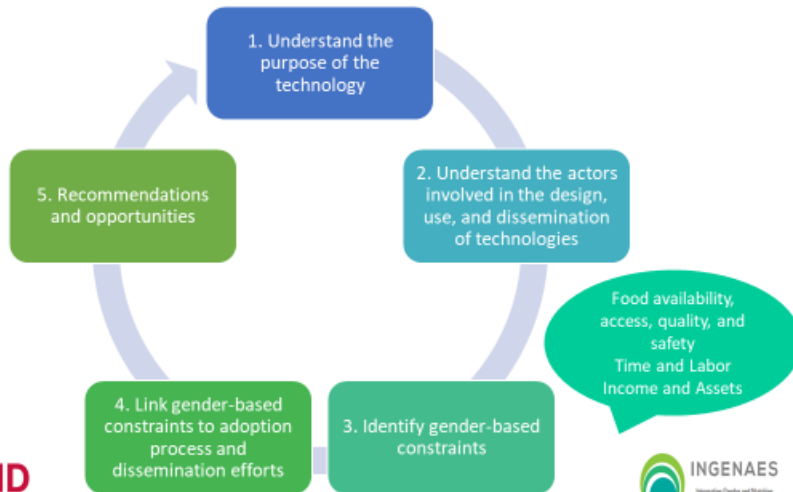 1. Understand the
purpose of the
technology
2. Understand the actors
involved in the design,
use, and dissemination
of technologies
5. Recommendations
and opportunities
Food availability,
access, quality, and
safety
Time and Labor
Income and Assets
4. Link gender-based
constraints to adoption
process and
dissemination efforts
3. Identify gender-based
constraints
ID
INGENAES